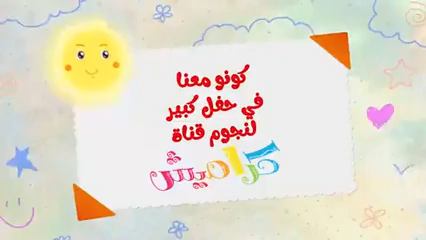 كونو معنا
في حفل كبير
لنجوم قناة
كراميش